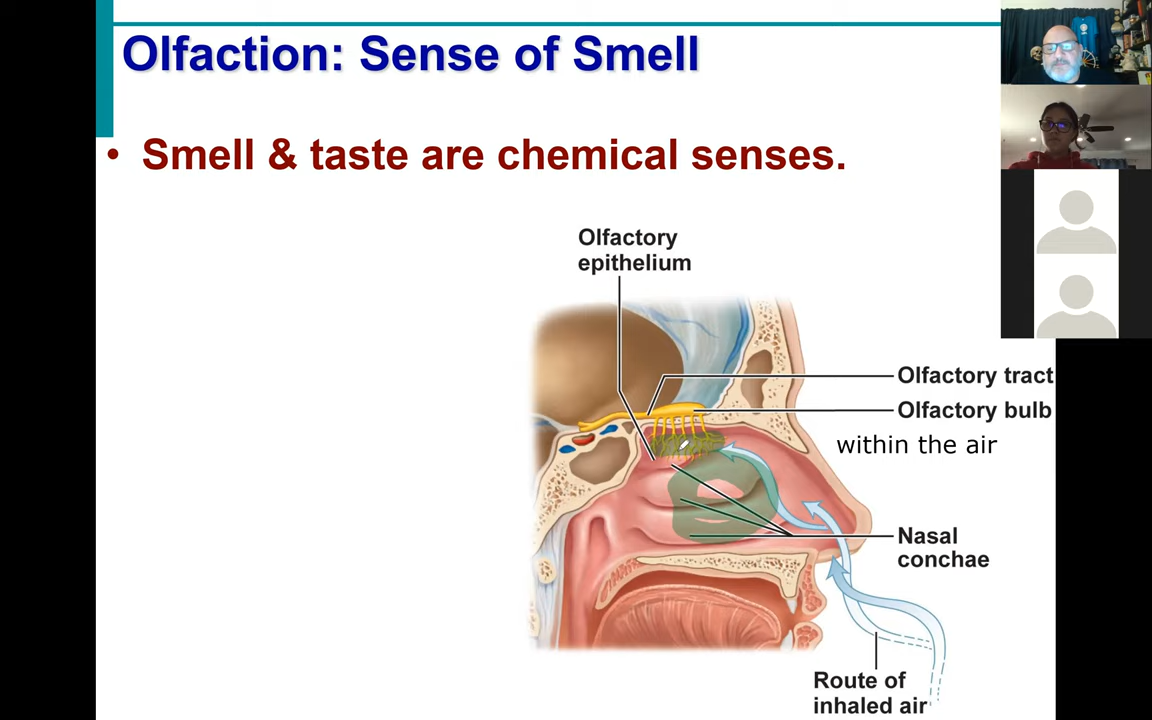 Olfaction: Sense of Smell
• Smell & taste are chemical senses.
Olfactory
epithelium
Olfactory tract
Olfactory bulb
within the air
Nasal
conchae
Route of
inhaled air